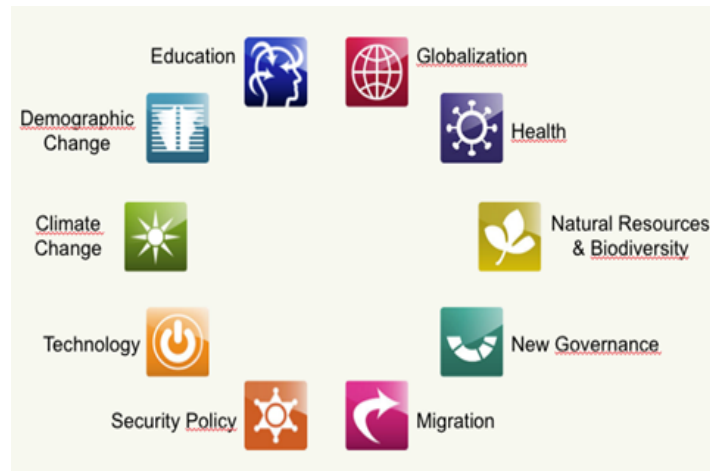 Education
Globalization
Demographic
Change
Health
Climate
Change
Natural Resources
& Biodiversity
Technology
New Governance
Security Policy
Migration